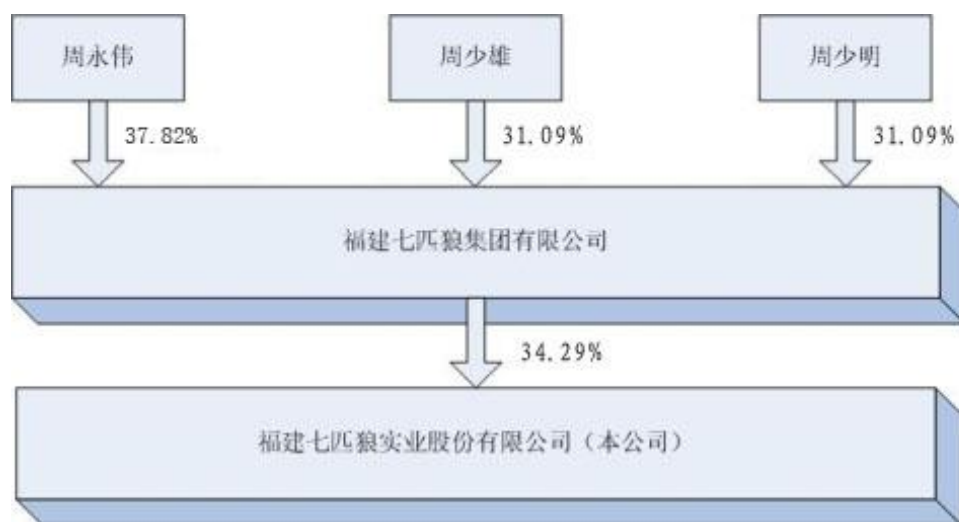 周永伟
周少雄
周少明
37.82%
31.09%
31.09%
福建七匹狼集团有限公司
34.29%
福建七匹狼实业股份有限公司（本公司）